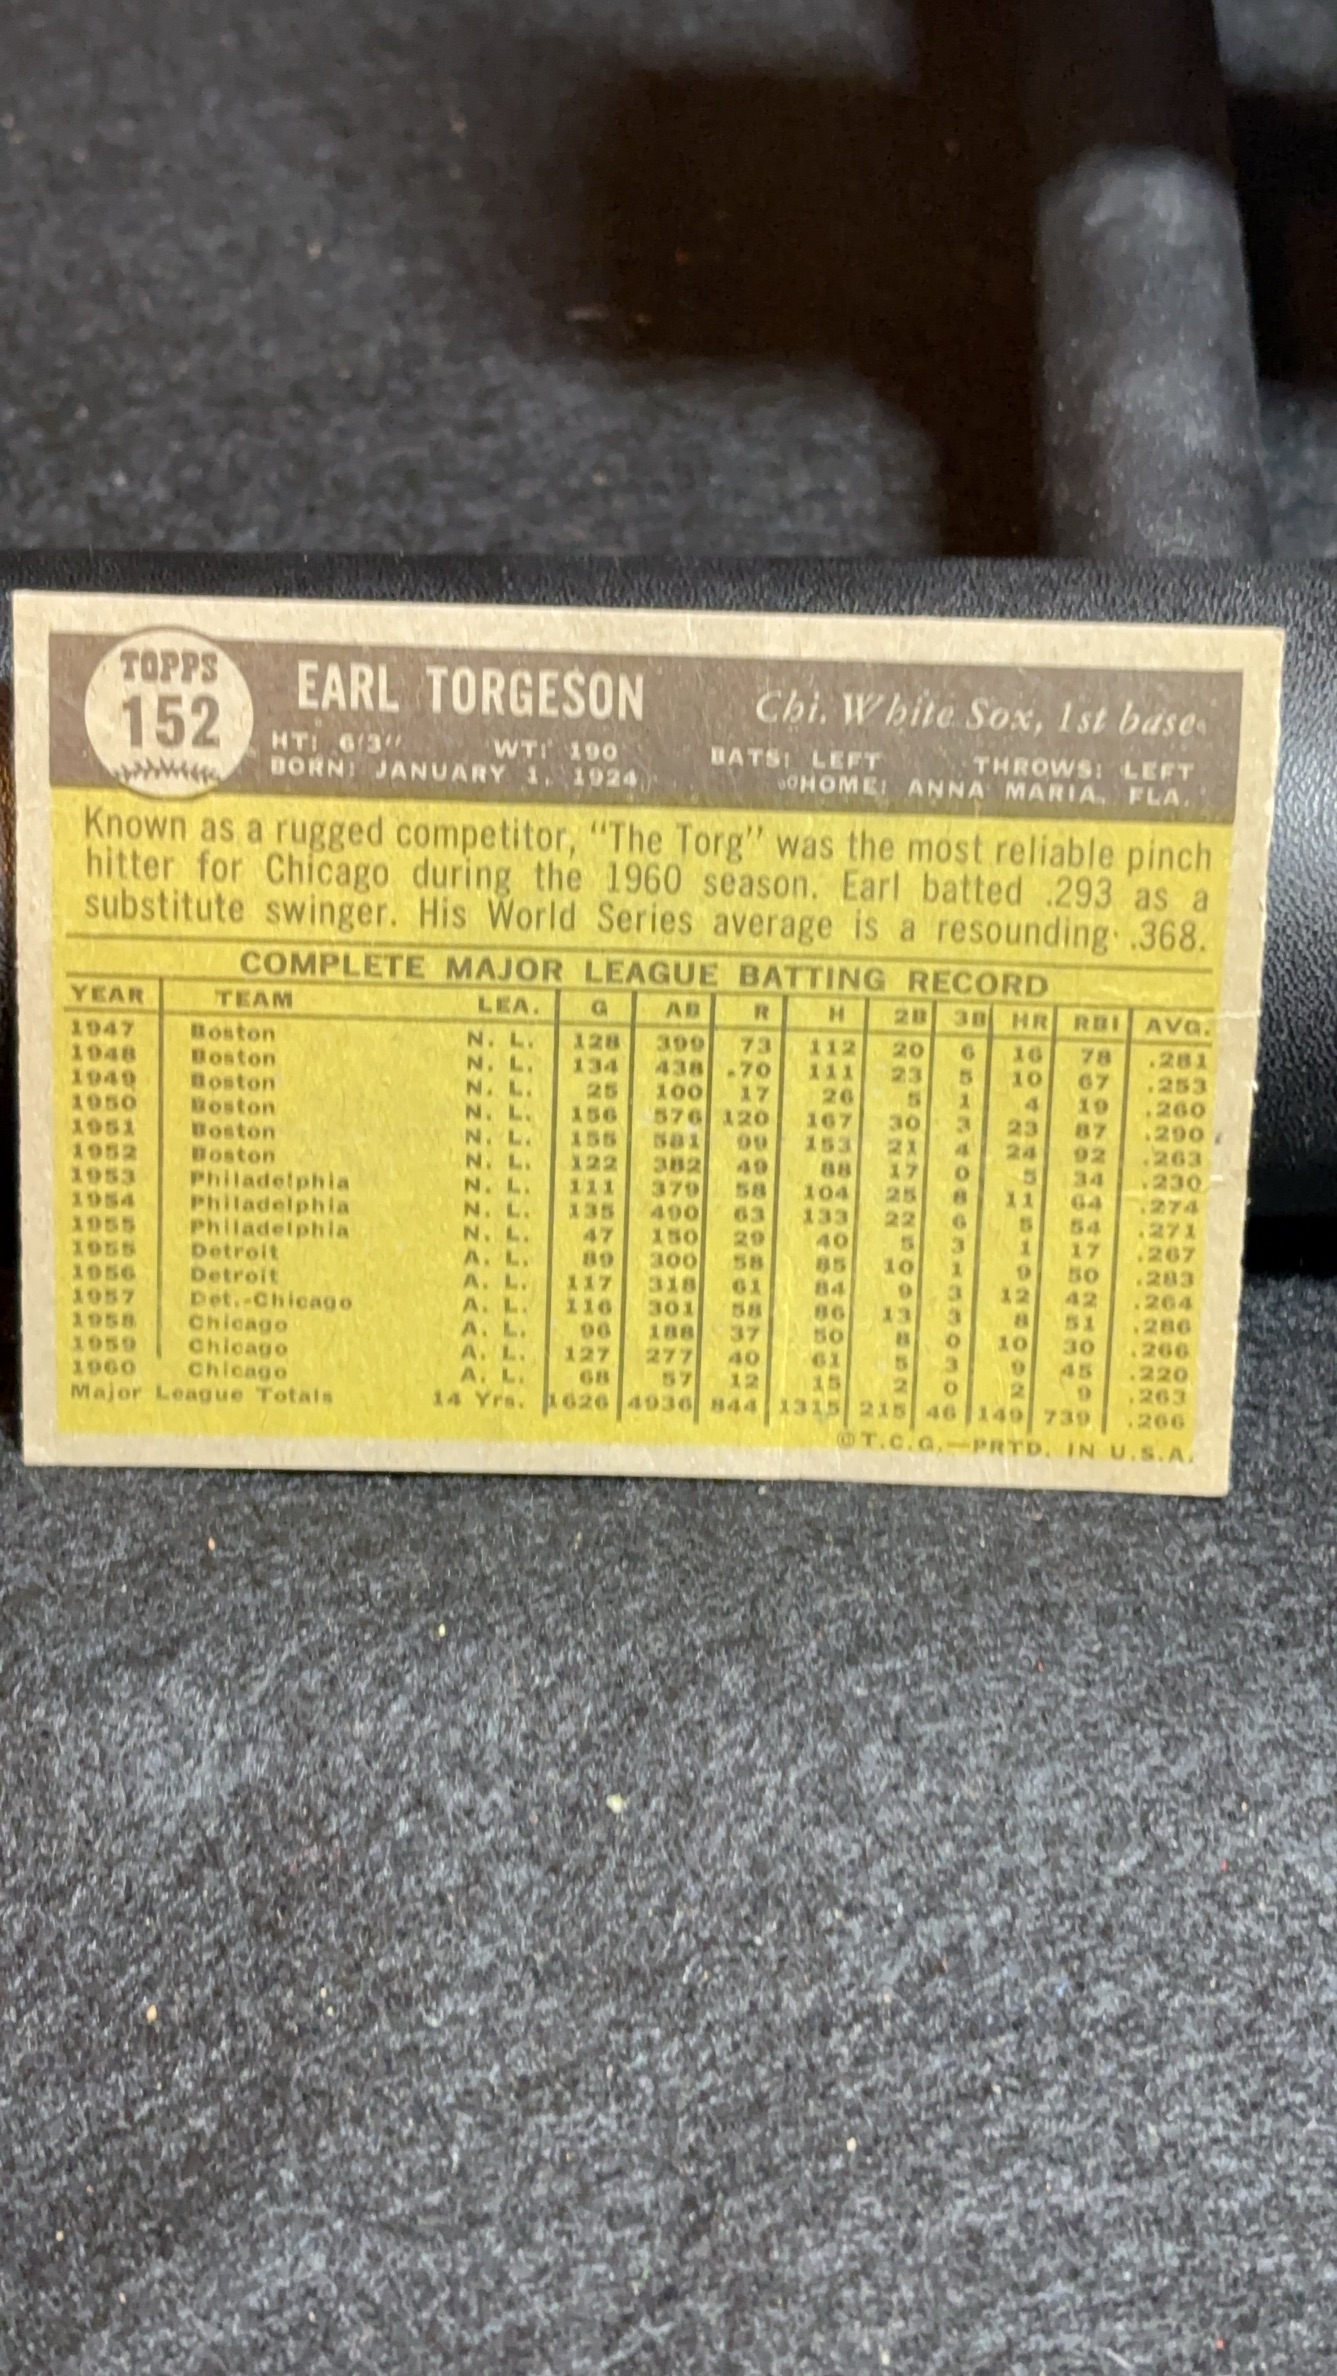 TOPPS
152
EARL TORGESON
Chi. White Sox, 1st base
HT: 6'3" WT: 190 BATS: LEFT THROWS: LEFT
BORN: JANUARY 1, 1924 HOME: ANNA MARIA, FLA.
Known as a rugged competitor, "The Torg" was the most reliable pinch
hitter for Chicago during the 1960 season. Earl batted .293 as a
substitute swinger. His World Series average is a resounding .368.
COMPLETE MAJOR LEAGUE BATTING RECORD
YEAR TEAM LEA. G AB R H 2B 3B HR RBI AVG.
1947 Boston N. L. 128 399 73 112 20 6 16 78 .281
1948 Boston N. L. 134 438 70 111 23 5 10 67 .253
1949 Boston N. L. 25 100 17 26 5 1 4 19 .260
1950 Boston N. L. 156 576 120 167 30 3 23 87 .290
1951 Boston N. L. 155 581 99 153 21 4 24 92 .263
1952 Boston N. L. 122 382 49 88 17 0 5 34 .230
1953 Philadelphia N. L. 111 379 58 104 25 8 11 64 .274
1954 Philadelphia N. L. 135 490 63 133 22 6 5 54 .271
1955 Philadelphia N. L. 47 150 29 40 5 3 1 17 .267
1955 Detroit A. L. 89 300 58 85 10 1 9 50 .283
1956 Detroit A. L. 117 318 61 84 9 3 12 42 .264
1957 Det.-Chicago A. L. 116 301 58 86 13 3 8 51 .286
1958 Chicago A. L. 96 188 37 50 8 0 10 30 .266
1959 Chicago A. L. 127 277 40 61 5 3 9 45 .220
1960 Chicago A. L. 68 57 12 15 2 0 2 9 .263
Major League Totals 14 Yrs. 1626 4936 844 1315 215 46 149 739 .266
©T.C.G.—PRTD. IN U.S.A.